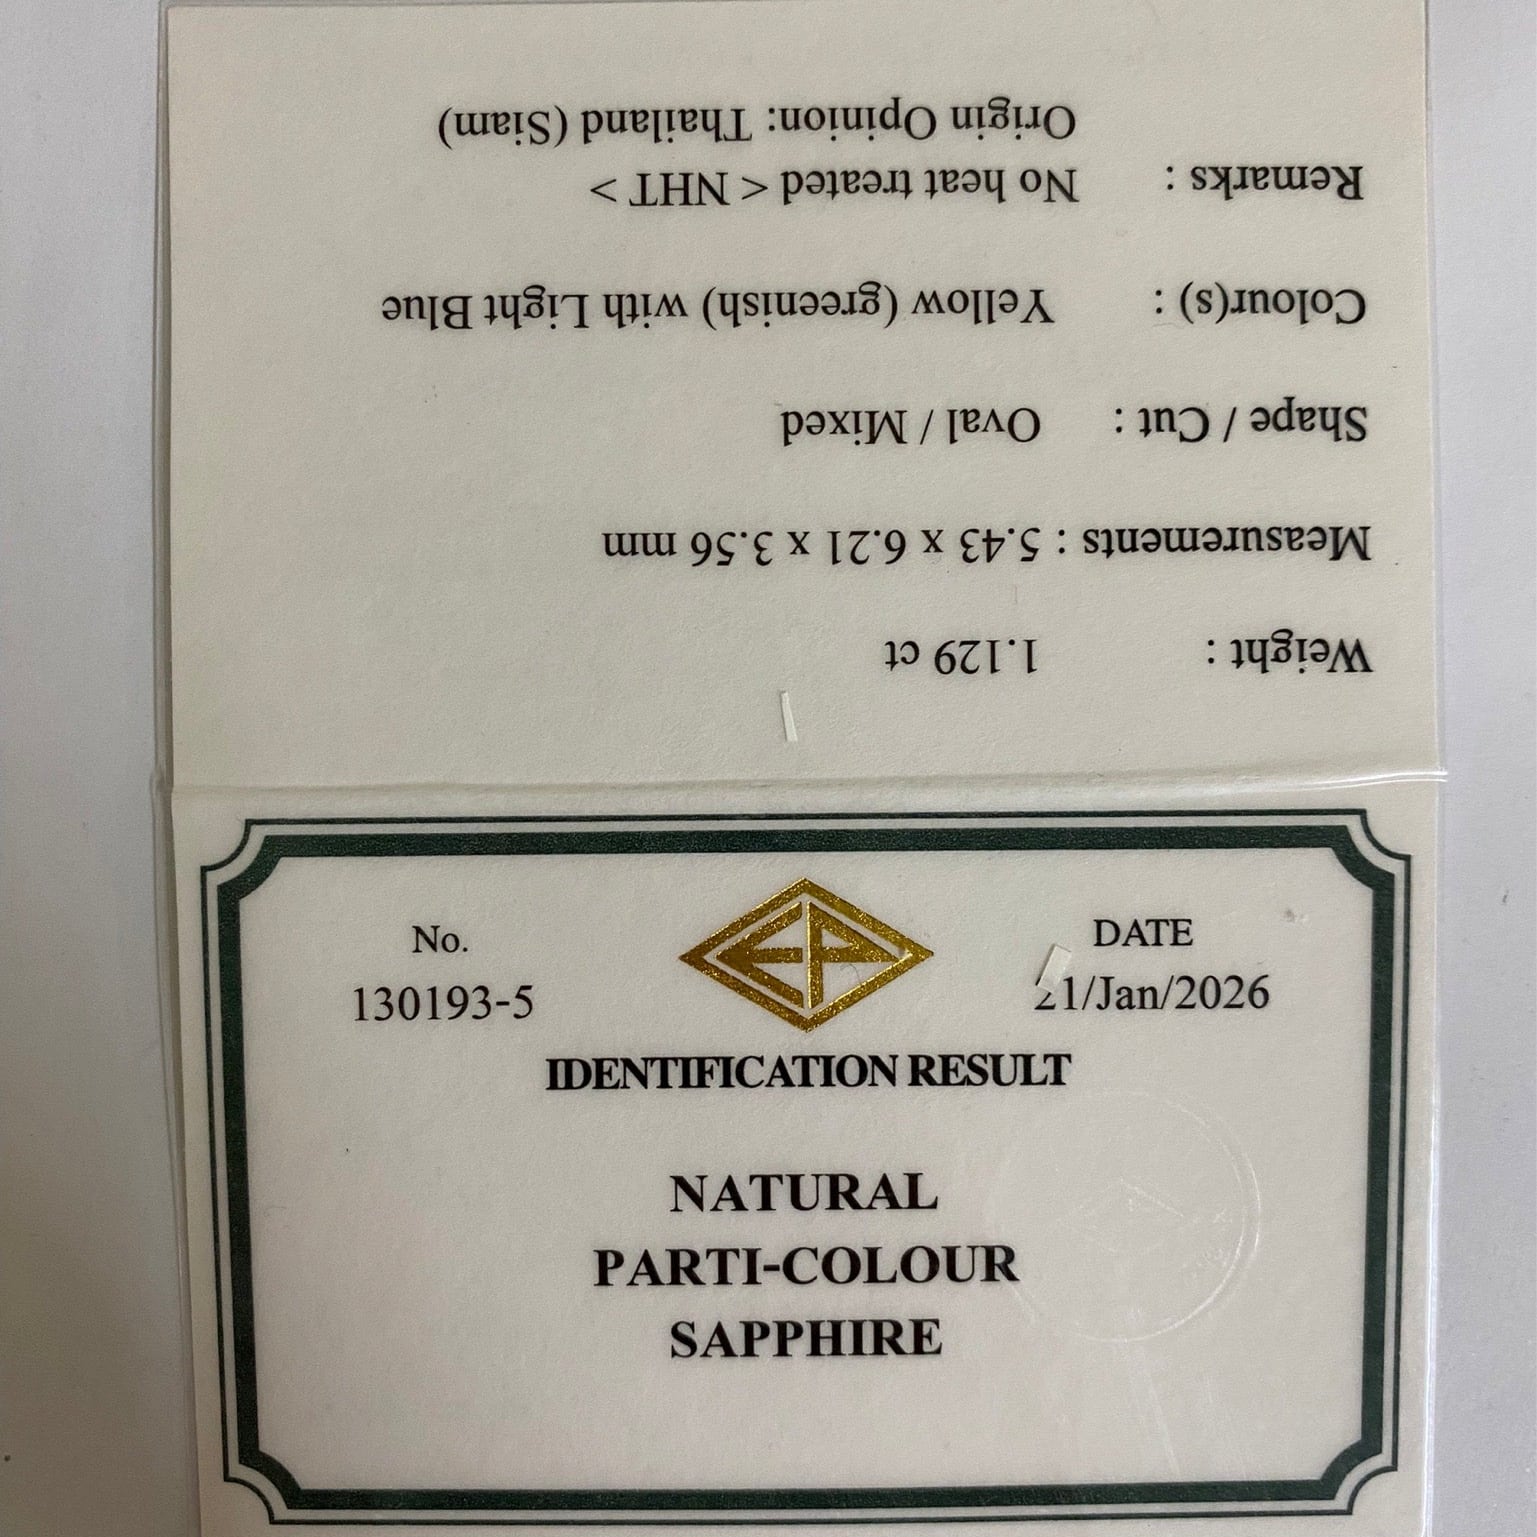 Weight : 1.129 ct
Measurements : 5.43 x 6.21 x 3.56 mm
Shape / Cut : Oval / Mixed
Colour(s) : Yellow (greenish) with Light Blue
Remarks : No heat treated < NHT >
Origin Opinion: Thailand (Siam)
No. DATE
130193-5 21/Jan/2026
EP
IDENTIFICATION RESULT
NATURAL
PARTI-COLOUR
SAPPHIRE